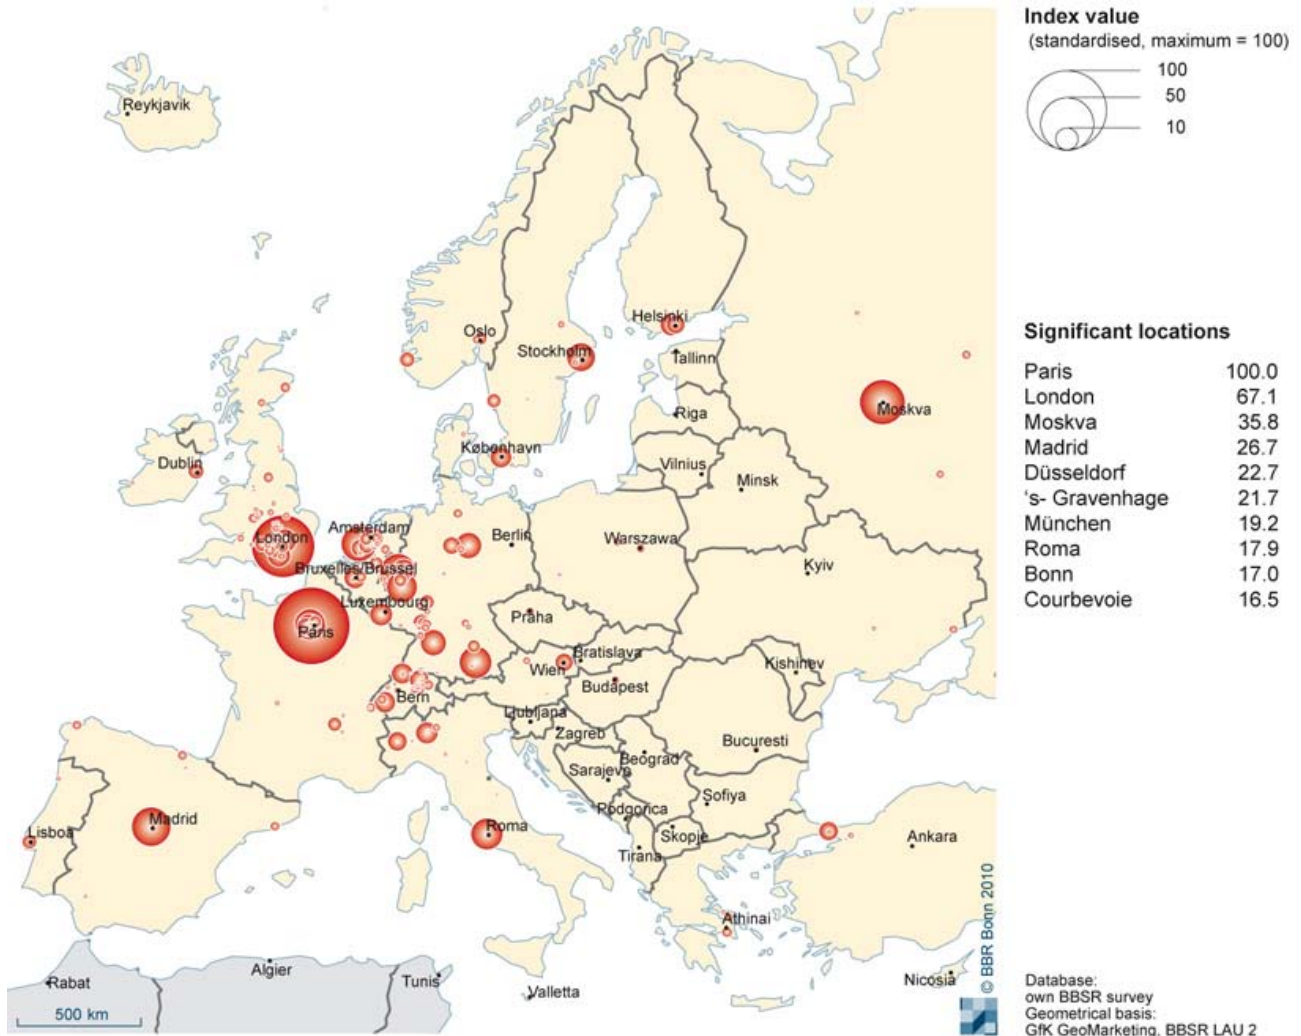 Index value
(standardised, maximum = 100)
100
50
10
Reykjavik
Helsinki
Oslo
Stockholm
Tallinn
Moskva
Riga
København
Dublin
Vilnius
Minsk
Amsterdam
London
Berlin
Warszawa
Bruxelles/Brussel
Kyiv
Luxembourg
Praha
Paris
Bratislava
Wien
Kishinev
Budapest
Bern
Ljubljana
Zagreb
Bucuresti
Beograd
Sarajevo
Sofiya
Podgorica
Madrid
Roma
Lisboa
Skopje
Ankara
Tirana
Athinai
Algier
Tunis
Rabat
Valletta
Nicosia
500 km
© BBR Bonn 2010
Significant locations
Paris 100.0
London 67.1
Moskva 35.8
Madrid 26.7
Düsseldorf 22.7
‘s- Gravenhage 21.7
München 19.2
Roma 17.9
Bonn 17.0
Courbevoie 16.5
Database:
own BBSR survey
Geometrical basis:
GfK GeoMarketing, BBSR LAU 2